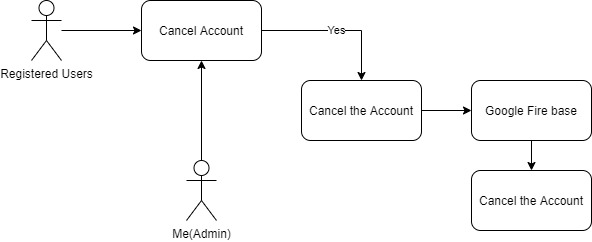 Cancel Account
Yes
Registered Users
Cancel the Account
Google Fire base
Cancel the Account
Me(Admin)